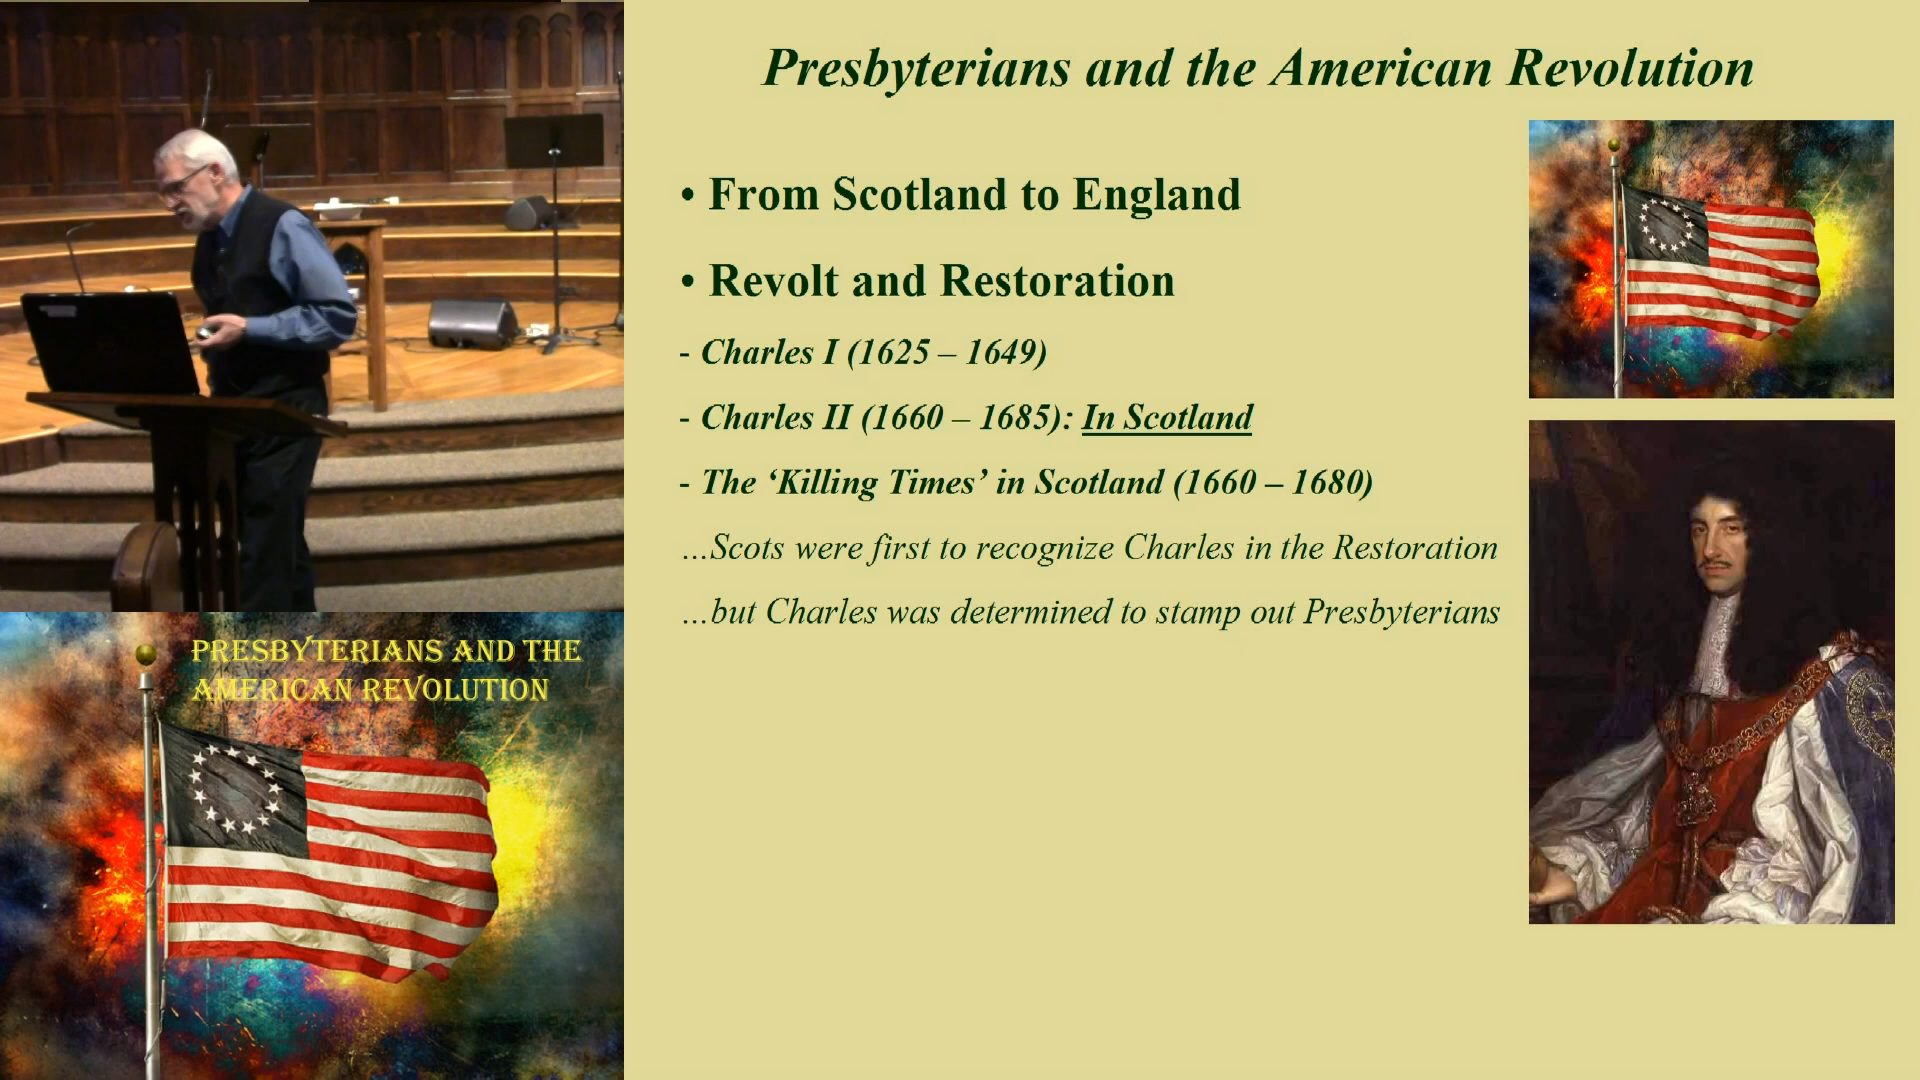 Presbyterians and the American Revolution
• From Scotland to England
• Revolt and Restoration
- Charles I (1625 – 1649)
- Charles II (1660 – 1685): In Scotland
- The ‘Killing Times’ in Scotland (1660 – 1680)
…Scots were first to recognize Charles in the Restoration
…but Charles was determined to stamp out Presbyterians
PRESBYTERIANS AND THE
AMERICAN REVOLUTION